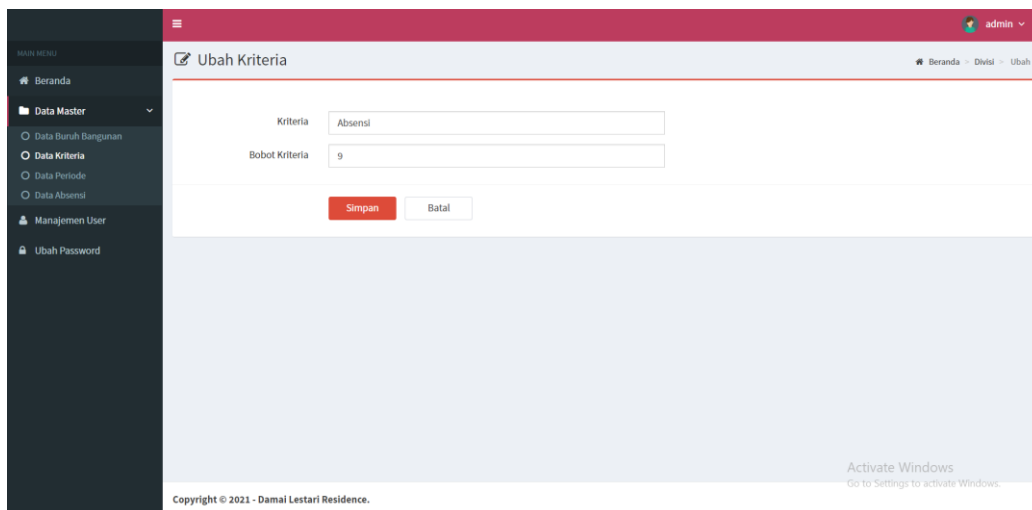 admin
MAIN MENU
Beranda
Data Master
Data Buruh Bangunan
Data Kriteria
Data Periode
Data Absensi
Manajemen User
Ubah Password
Ubah Kriteria
Beranda > Divisi > Ubah
Kriteria
Absensi
Bobot Kriteria
9
Simpan
Batal
Activate Windows
Go to Settings to activate Windows.
Copyright © 2021 - Damai Lestari Residence.